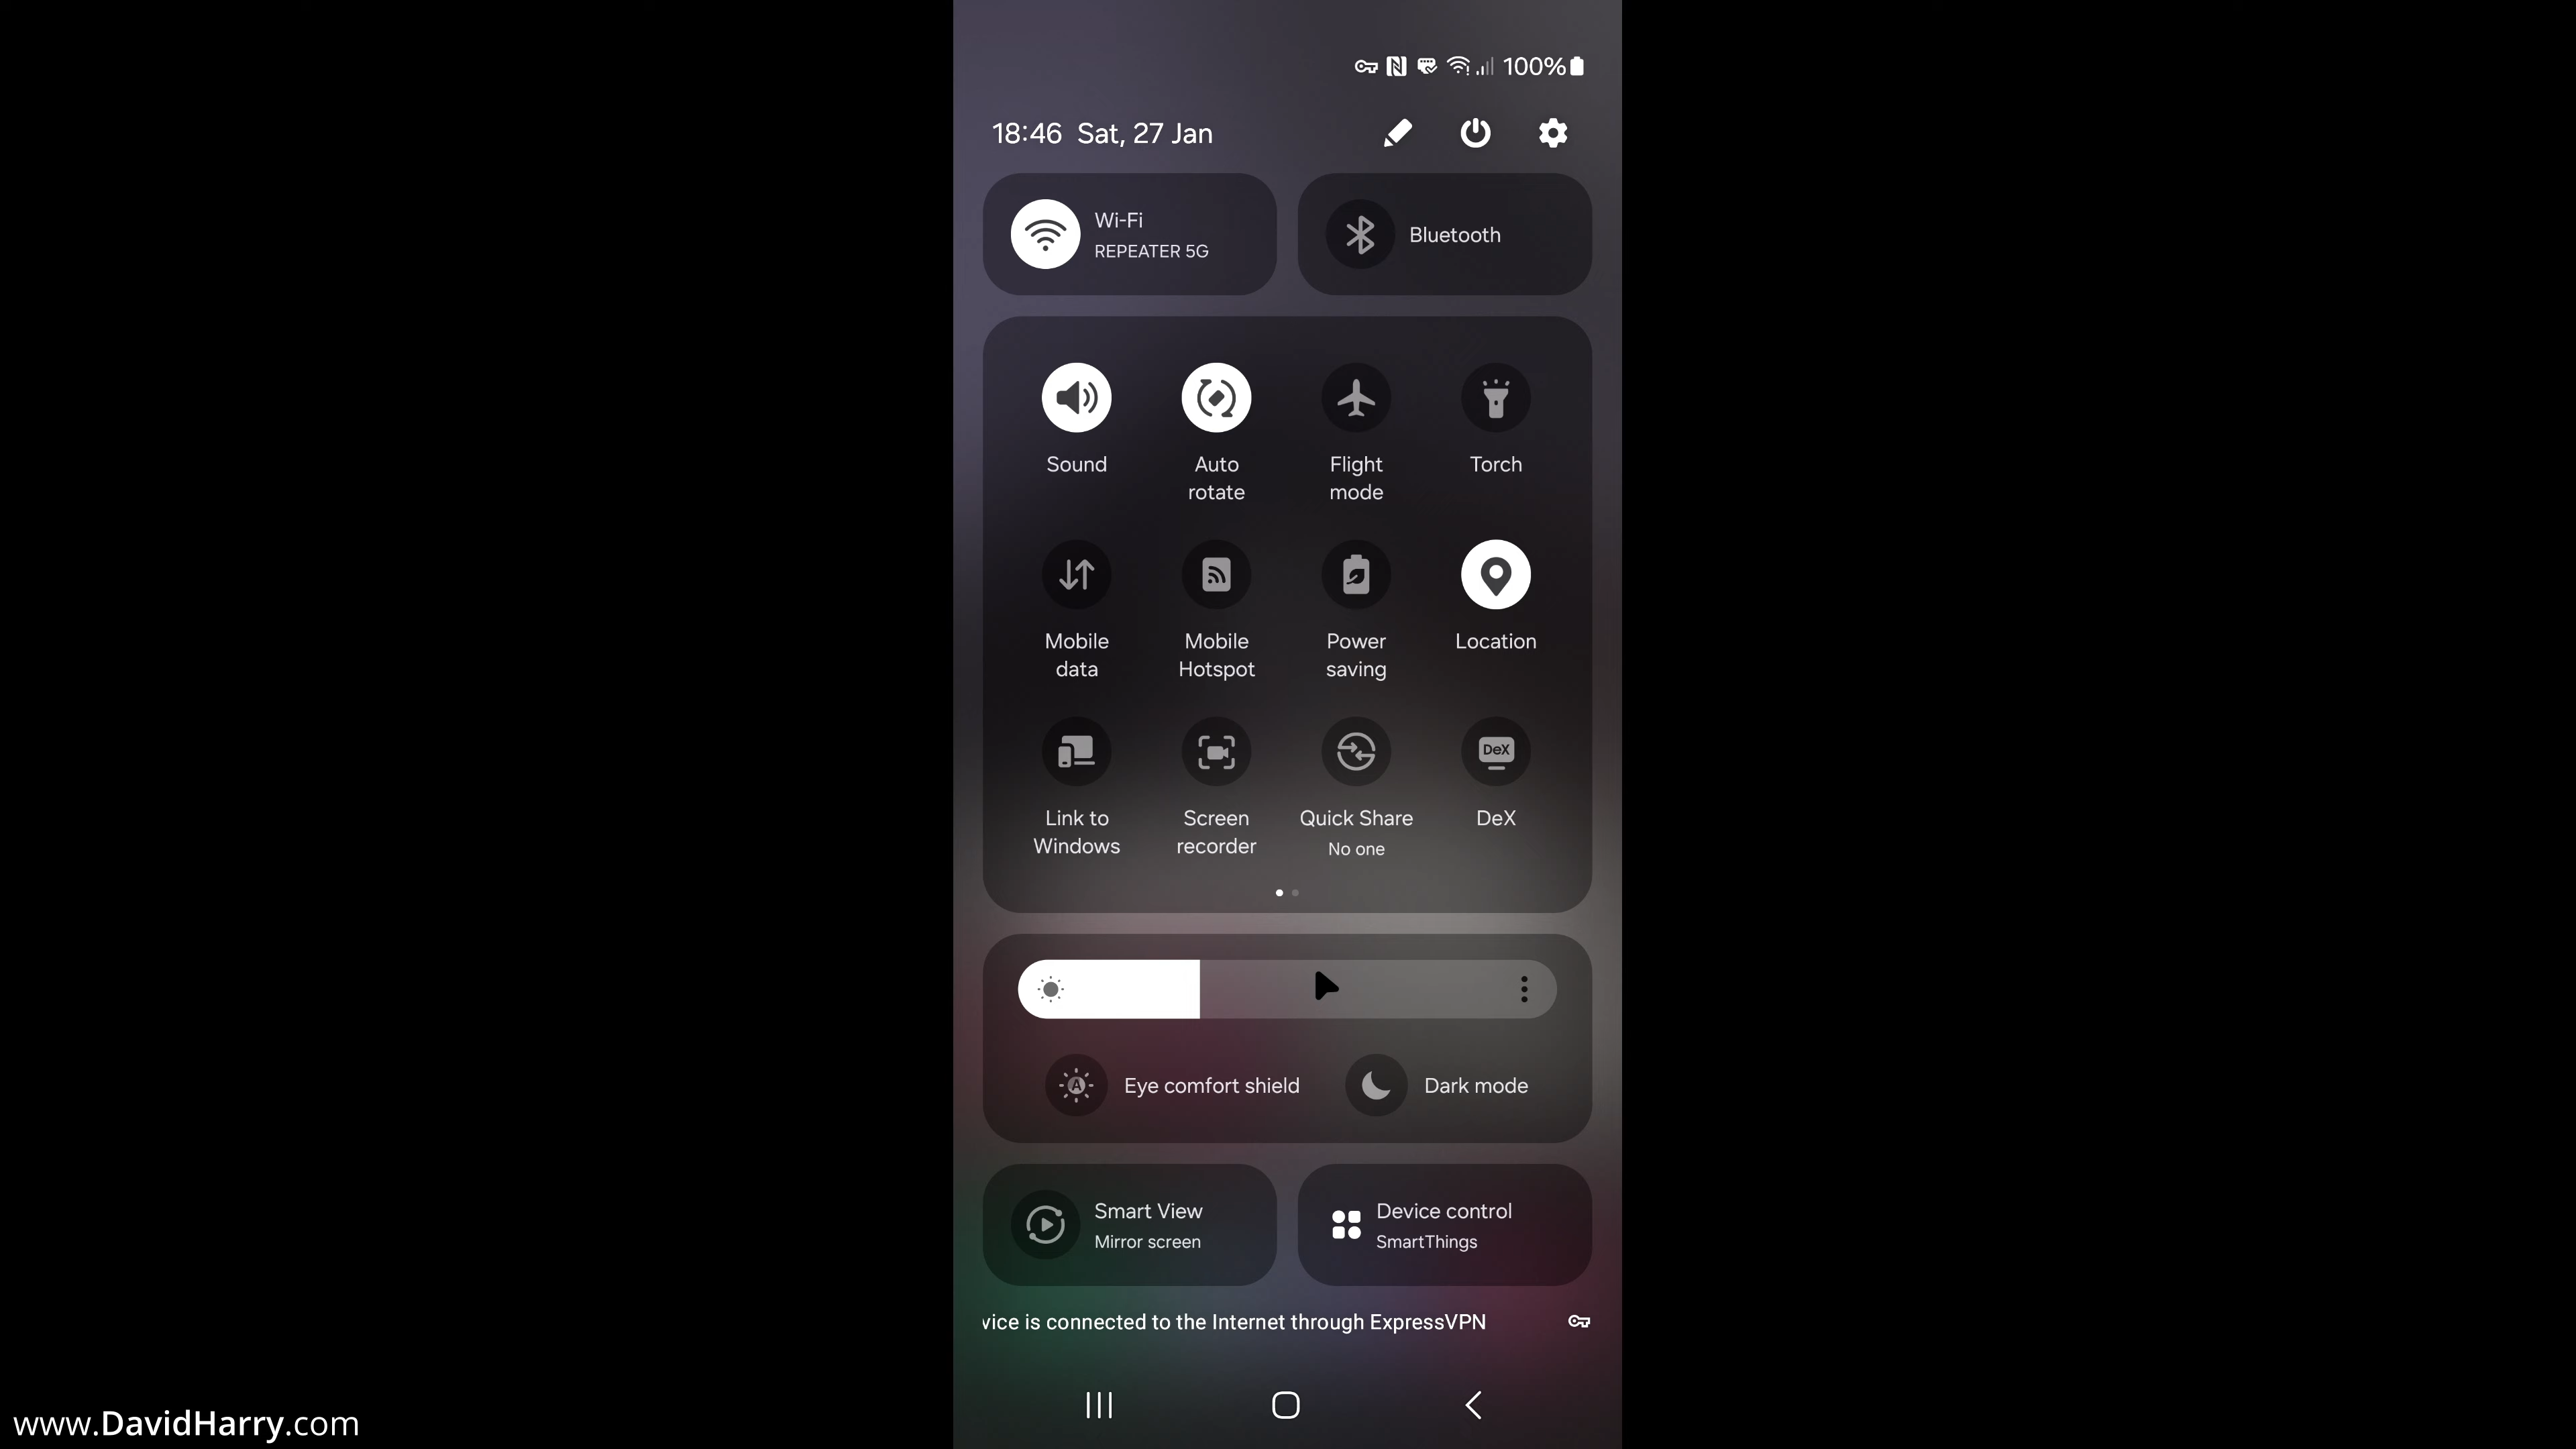 100%
18:46 Sat, 27 Jan
Wi-Fi
REPEATER 5G
Bluetooth
Sound
Auto
rotate
Flight
mode
Torch
Mobile
data
Mobile
Hotspot
Power
saving
Location
Link to
Windows
Screen
recorder
Quick Share
No one
DeX
DeX
A
Eye comfort shield
Dark mode
Smart View
Mirror screen
Device control
SmartThings
vice is connected to the Internet through ExpressVPN
www.DavidHarry.com